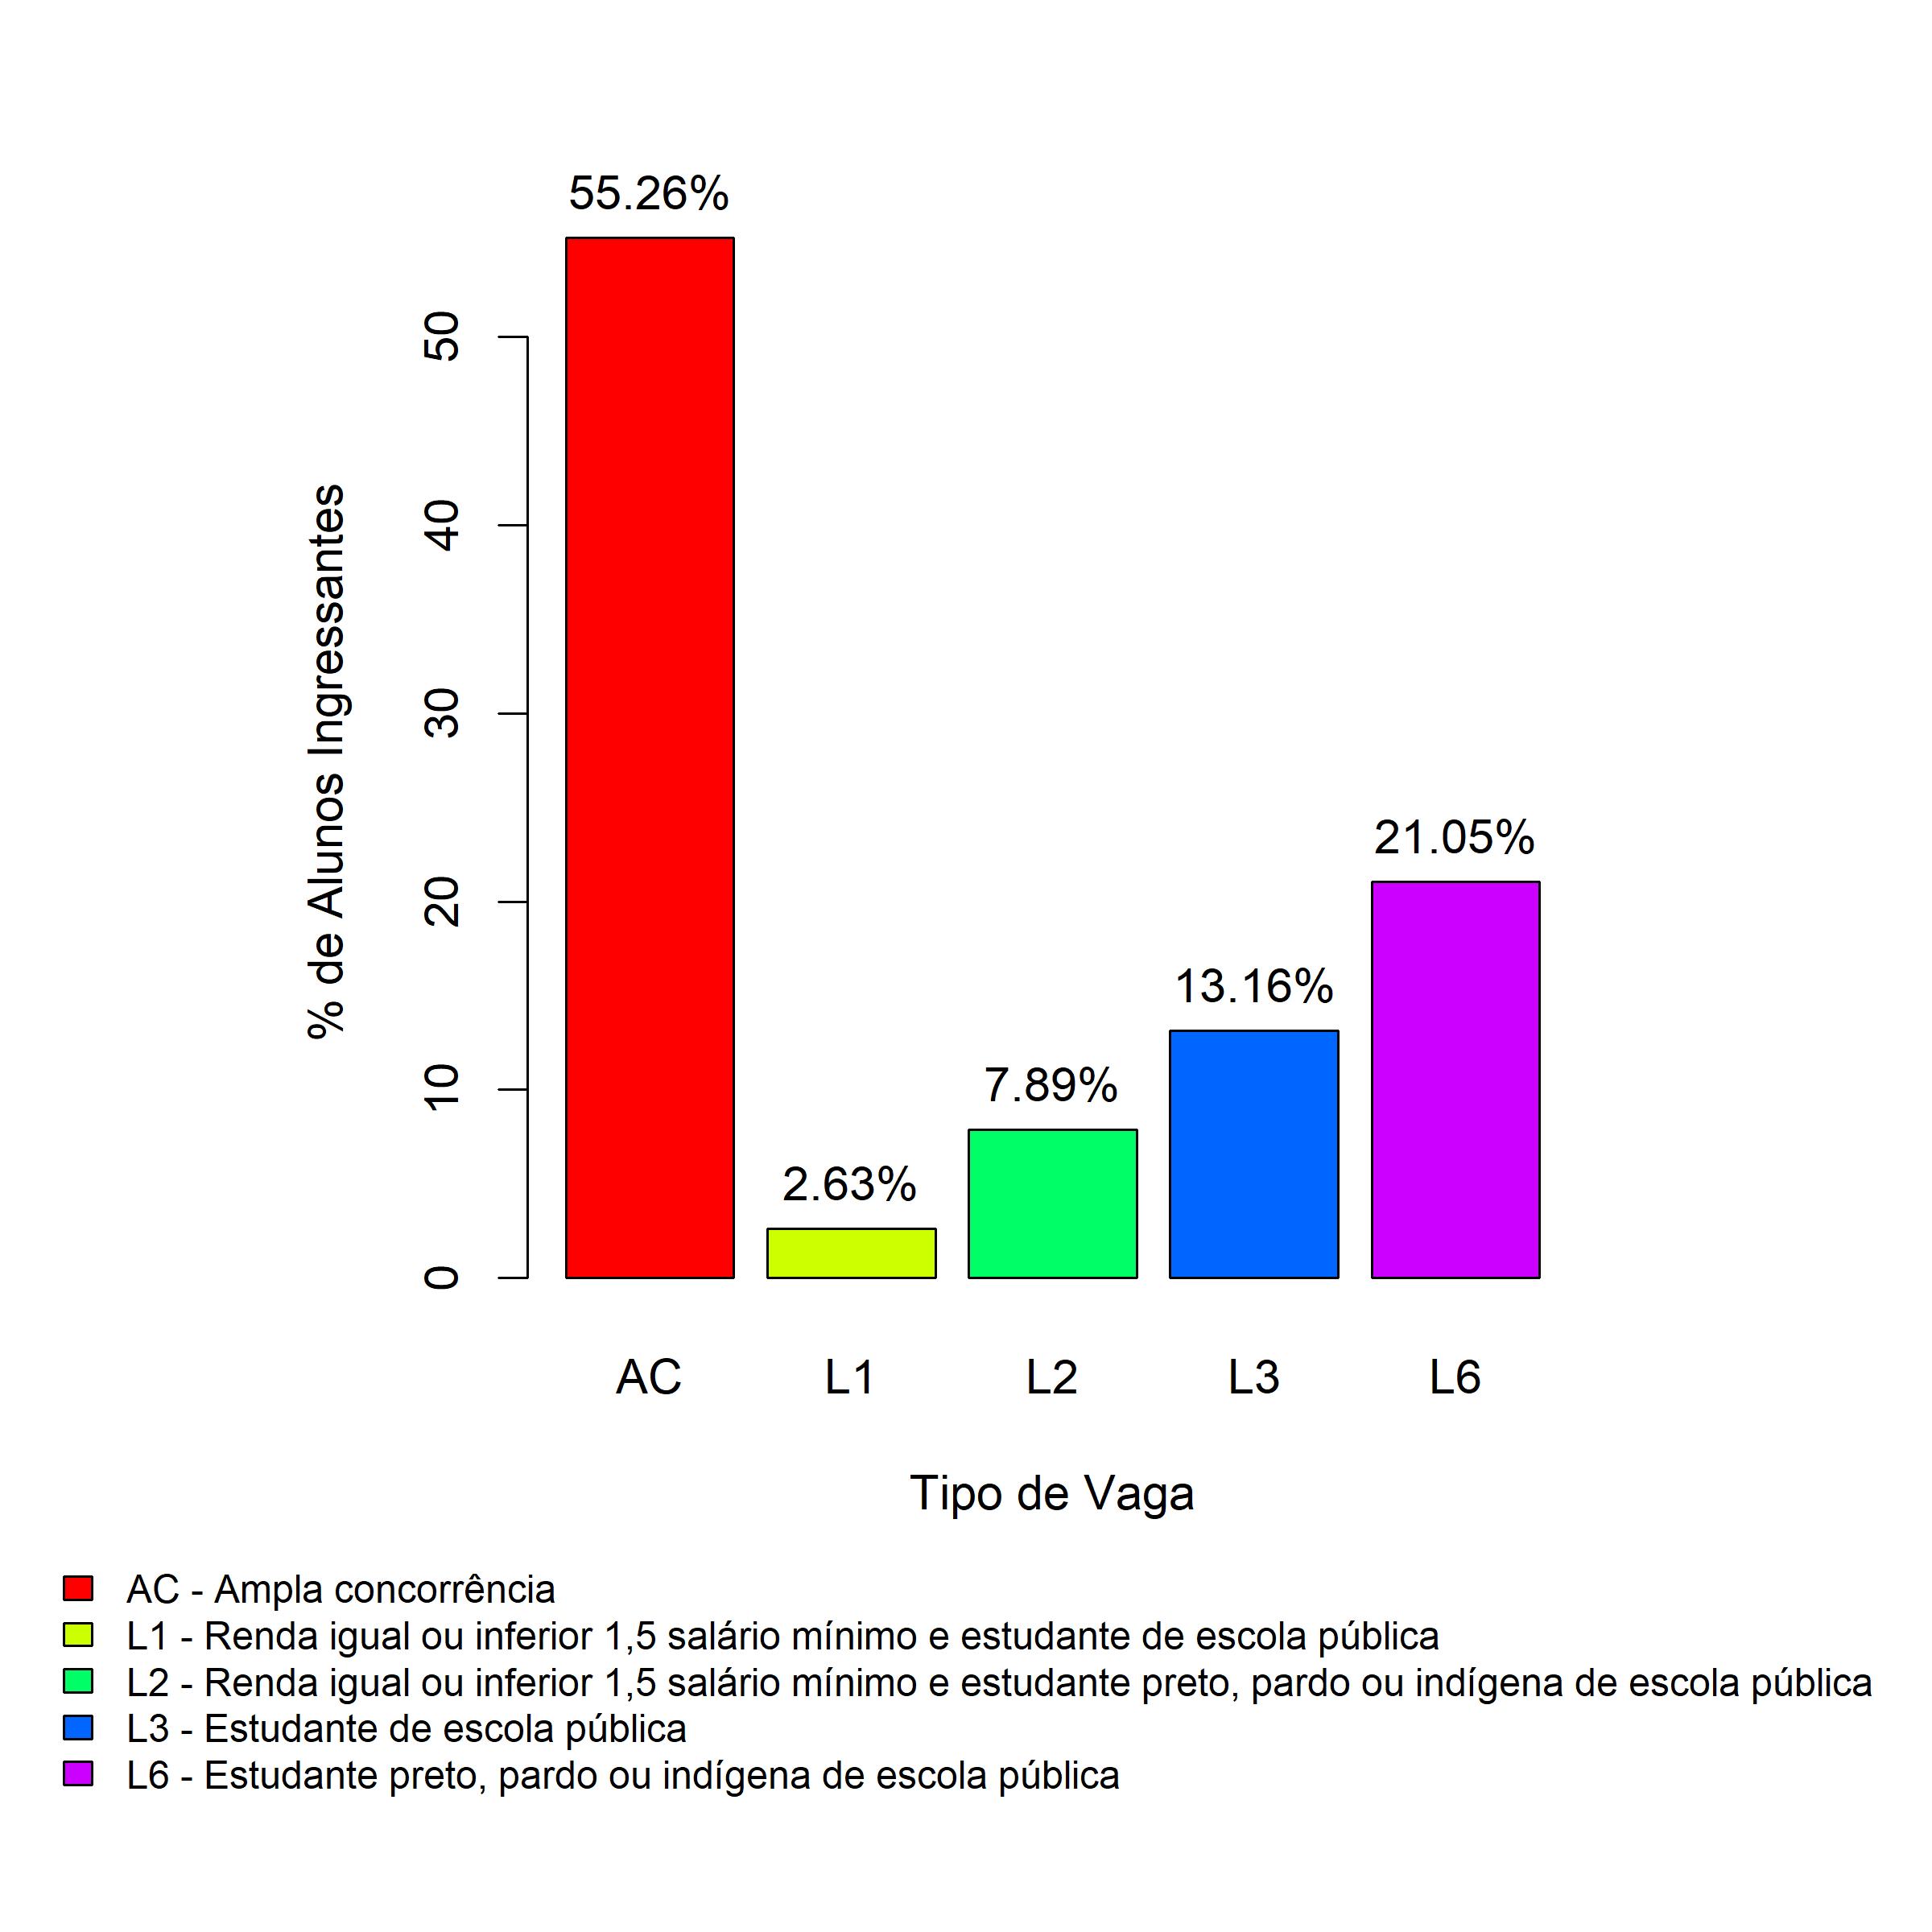 55.26%
50
40
30
20
10
0
% de Alunos Ingressantes
2.63%
7.89%
13.16%
21.05%
AC L1 L2 L3 L6
Tipo de Vaga
AC - Ampla concorrência
L1 - Renda igual ou inferior 1,5 salário mínimo e estudante de escola pública
L2 - Renda igual ou inferior 1,5 salário mínimo e estudante preto, pardo ou indígena de escola pública
L3 - Estudante de escola pública
L6 - Estudante preto, pardo ou indígena de escola pública